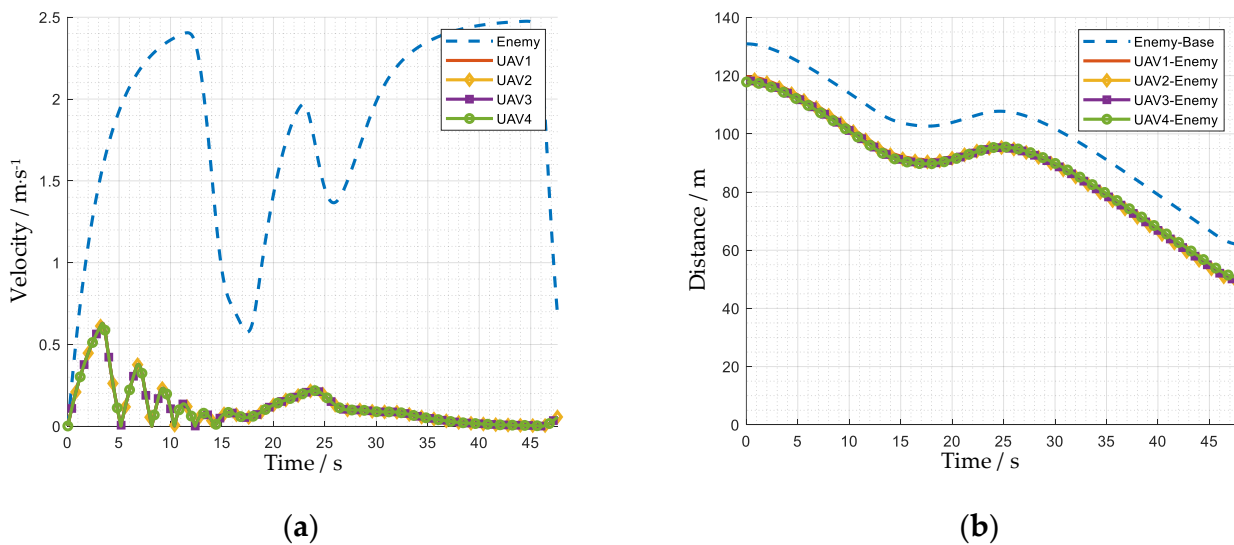 2.5
2
1.5
1
0.5
0
Velocity / m·s⁻¹
Enemy
UAV1
UAV2
UAV3
UAV4
0 5 10 15 20 25 30 35 40 45
Time / s
(a)
140
120
100
80
60
40
20
0
Distance / m
Enemy-Base
UAV1-Enemy
UAV2-Enemy
UAV3-Enemy
UAV4-Enemy
0 5 10 15 20 25 30 35 40 45
Time / s
(b)